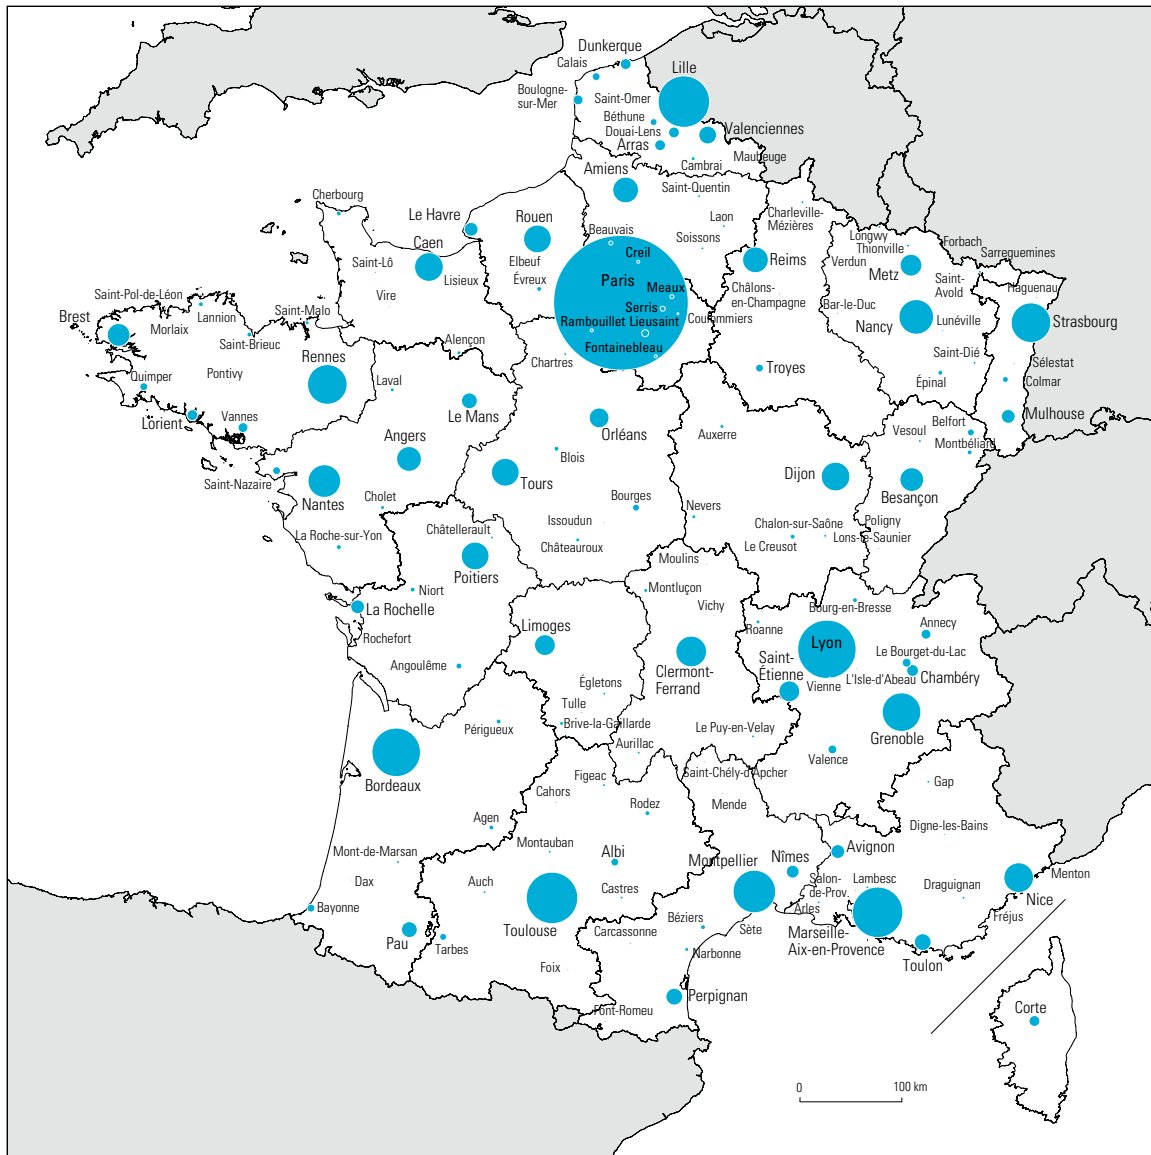 Dunkerque
Calais
Lille
Boulogne-
sur-Mer
Saint-Omer
Béthune
Douai-Lens
Valenciennes
Arras
Maubeuge
Cambrai
Amiens
Saint-Quentin
Cherbourg
Le Havre
Rouen
Laon
Charleville-
Mézières
Beauvais
Caen
Elbeuf
Soissons
Longwy
Thionville
Forbach
Sarreguemines
Creil
Reims
Verdun
Metz
Saint-Lô
Lisieux
Évreux
Paris
Meaux
Châlons-
en-Champagne
Saint-
Avold
Haguenau
Vire
Saint-Pol-de-Léon
Serris
Bar-le-Duc
Brest
Lannion
Saint-Malo
Coulommiers
Rambouillet
Lieusaint
Nancy
Lunéville
Strasbourg
Morlaix
Saint-Brieuc
Alençon
Fontainebleau
Rennes
Chartres
Saint-Dié
Sélestat
Quimper
Pontivy
Laval
Troyes
Épinal
Colmar
Le Mans
Lorient
Vannes
Orléans
Mulhouse
Angers
Auxerre
Belfort
Vesoul
Montbéliard
Blois
Saint-Nazaire
Nantes
Tours
Dijon
Besançon
Cholet
Bourges
Nevers
Issoudun
Chalon-sur-Saône
Poligny
La Roche-sur-Yon
Châtellerault
Châteauroux
Le Creusot
Lons-le-Saunier
Moulins
Poitiers
Niort
Montluçon
La Rochelle
Vichy
Bourg-en-Bresse
Roanne
Annecy
Rochefort
Limoges
Lyon
Le Bourget-du-Lac
Angoulême
Clermont-
Ferrand
Saint-
Étienne
Chambéry
L'Isle-d'Abeau
Vienne
Égletons
Tulle
Périgueux
Brive-la-Gaillarde
Le Puy-en-Velay
Grenoble
Aurillac
Valence
Bordeaux
Saint-Chély-d'Apcher
Figeac
Gap
Cahors
Mende
Rodez
Agen
Digne-les-Bains
Mont-de-Marsan
Montauban
Albi
Montpellier
Nîmes
Avignon
Dax
Auch
Castres
Salon-
de-Prov.
Lambesc
Draguignan
Menton
Nice
Bayonne
Arles
Fréjus
Béziers
Sète
Toulouse
Carcassonne
Marseille-
Aix-en-Provence
Pau
Tarbes
Narbonne
Toulon
Foix
Perpignan
Font-Romeu
Corte
0
100 km